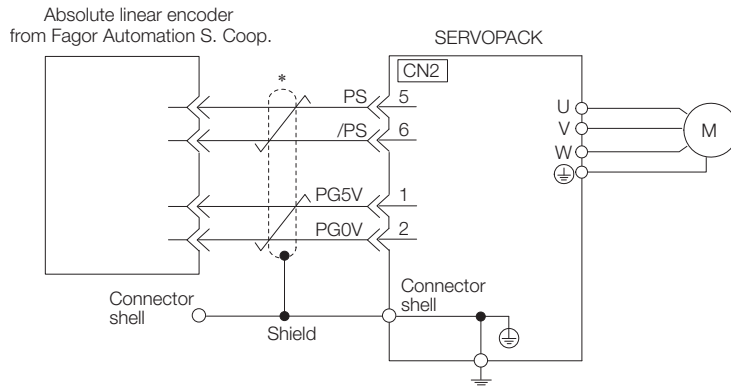 Absolute linear encoder
from Fagor Automation S. Coop.
SERVOPACK
CN2
*
PS 5
/PS 6
PG5V 1
PG0V 2
U
V
W
M
Connector
shell
Shield
Connector
shell